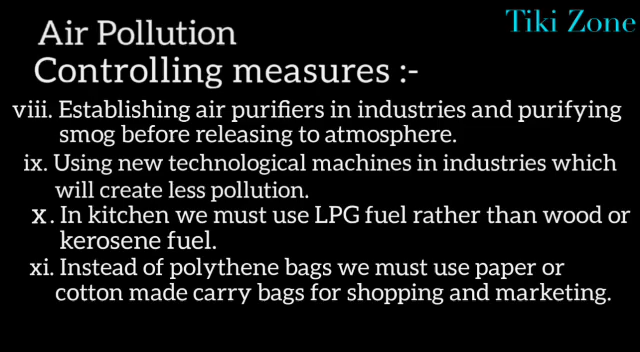 Tiki Zone
Air Pollution
Controlling measures :-
viii. Establishing air purifiers in industries and purifying
smog before releasing to atmosphere.
ix. Using new technological machines in industries which
will create less pollution.
x. In kitchen we must use LPG fuel rather than wood or
kerosene fuel.
xi. Instead of polythene bags we must use paper or
cotton made carry bags for shopping and marketing.